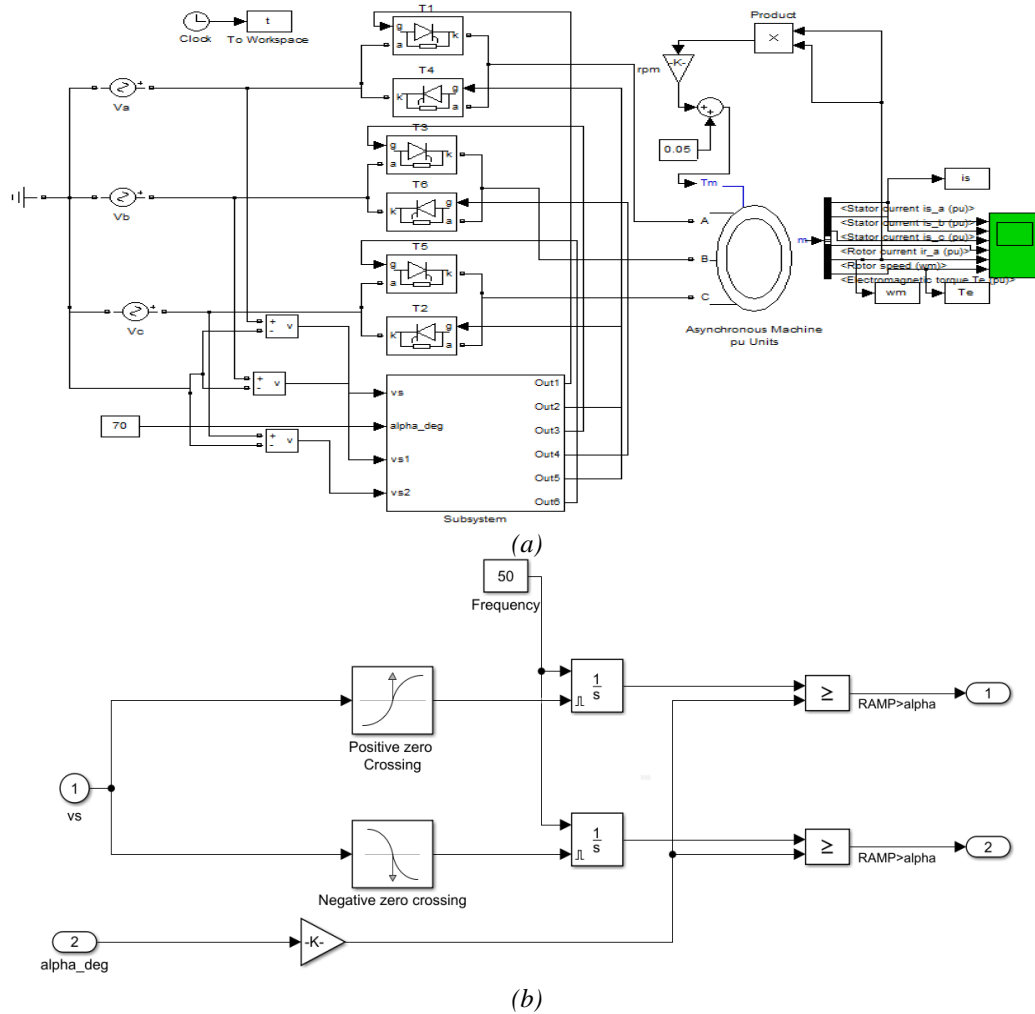 T1
Product
t
g
k
×
Clock
To Workspace
a
rpm
-K-
T4
Va
k
g
a
0.05
T3
g
k
a
is
Tm
T6
<Stator current is_a (pu)>
Vb
k
g
a
A
<Stator current is_b (pu)>
m
<Stator current is_c (pu)>
T5
<Rotor current ir_a (pu)>
g
k
a
B
<Rotor speed (wm)>
<Electromagnetic torque Te (pu)>
C
wm
Te
Vc
T2
k
g
a
v
Asynchronous Machine
pu Units
v
vs
Out1
Out2
70
alpha_deg
Out3
v
vs1
Out4
vs2
Out5
Out6
Subsystem
(a)
50
Frequency
1
s
≥
1
RAMP>alpha
Positive zero
Crossing
1
vs
1
s
≥
2
RAMP>alpha
Negative zero crossing
2
-K-
alpha_deg
(b)